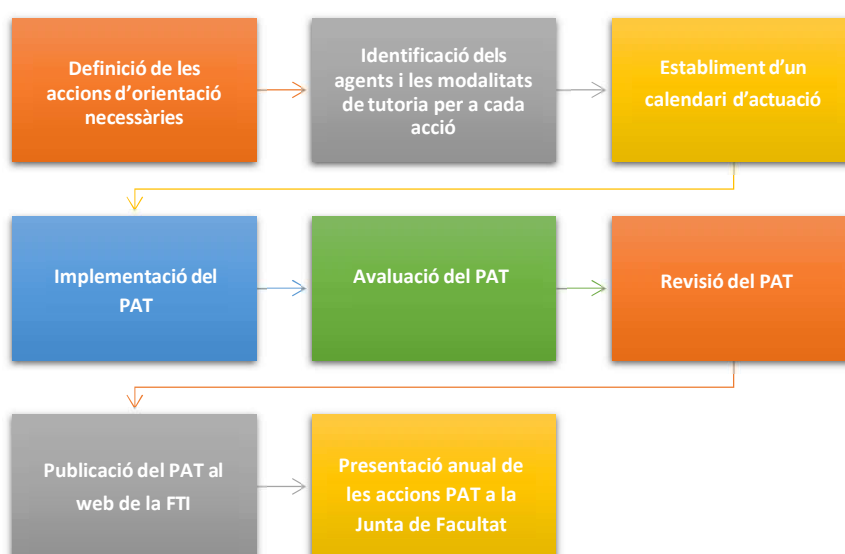 Definició de les
accions d'orientació
necessàries
Identificació dels
agents i les modalitats
de tutoria per a cada
acció
Establiment d'un
calendari d'actuació
Implementació del
PAT
Avaluació del PAT
Revisió del PAT
Publicació del PAT al
web de la FTI
Presentació anual de
les accions PAT a la
Junta de Facultat